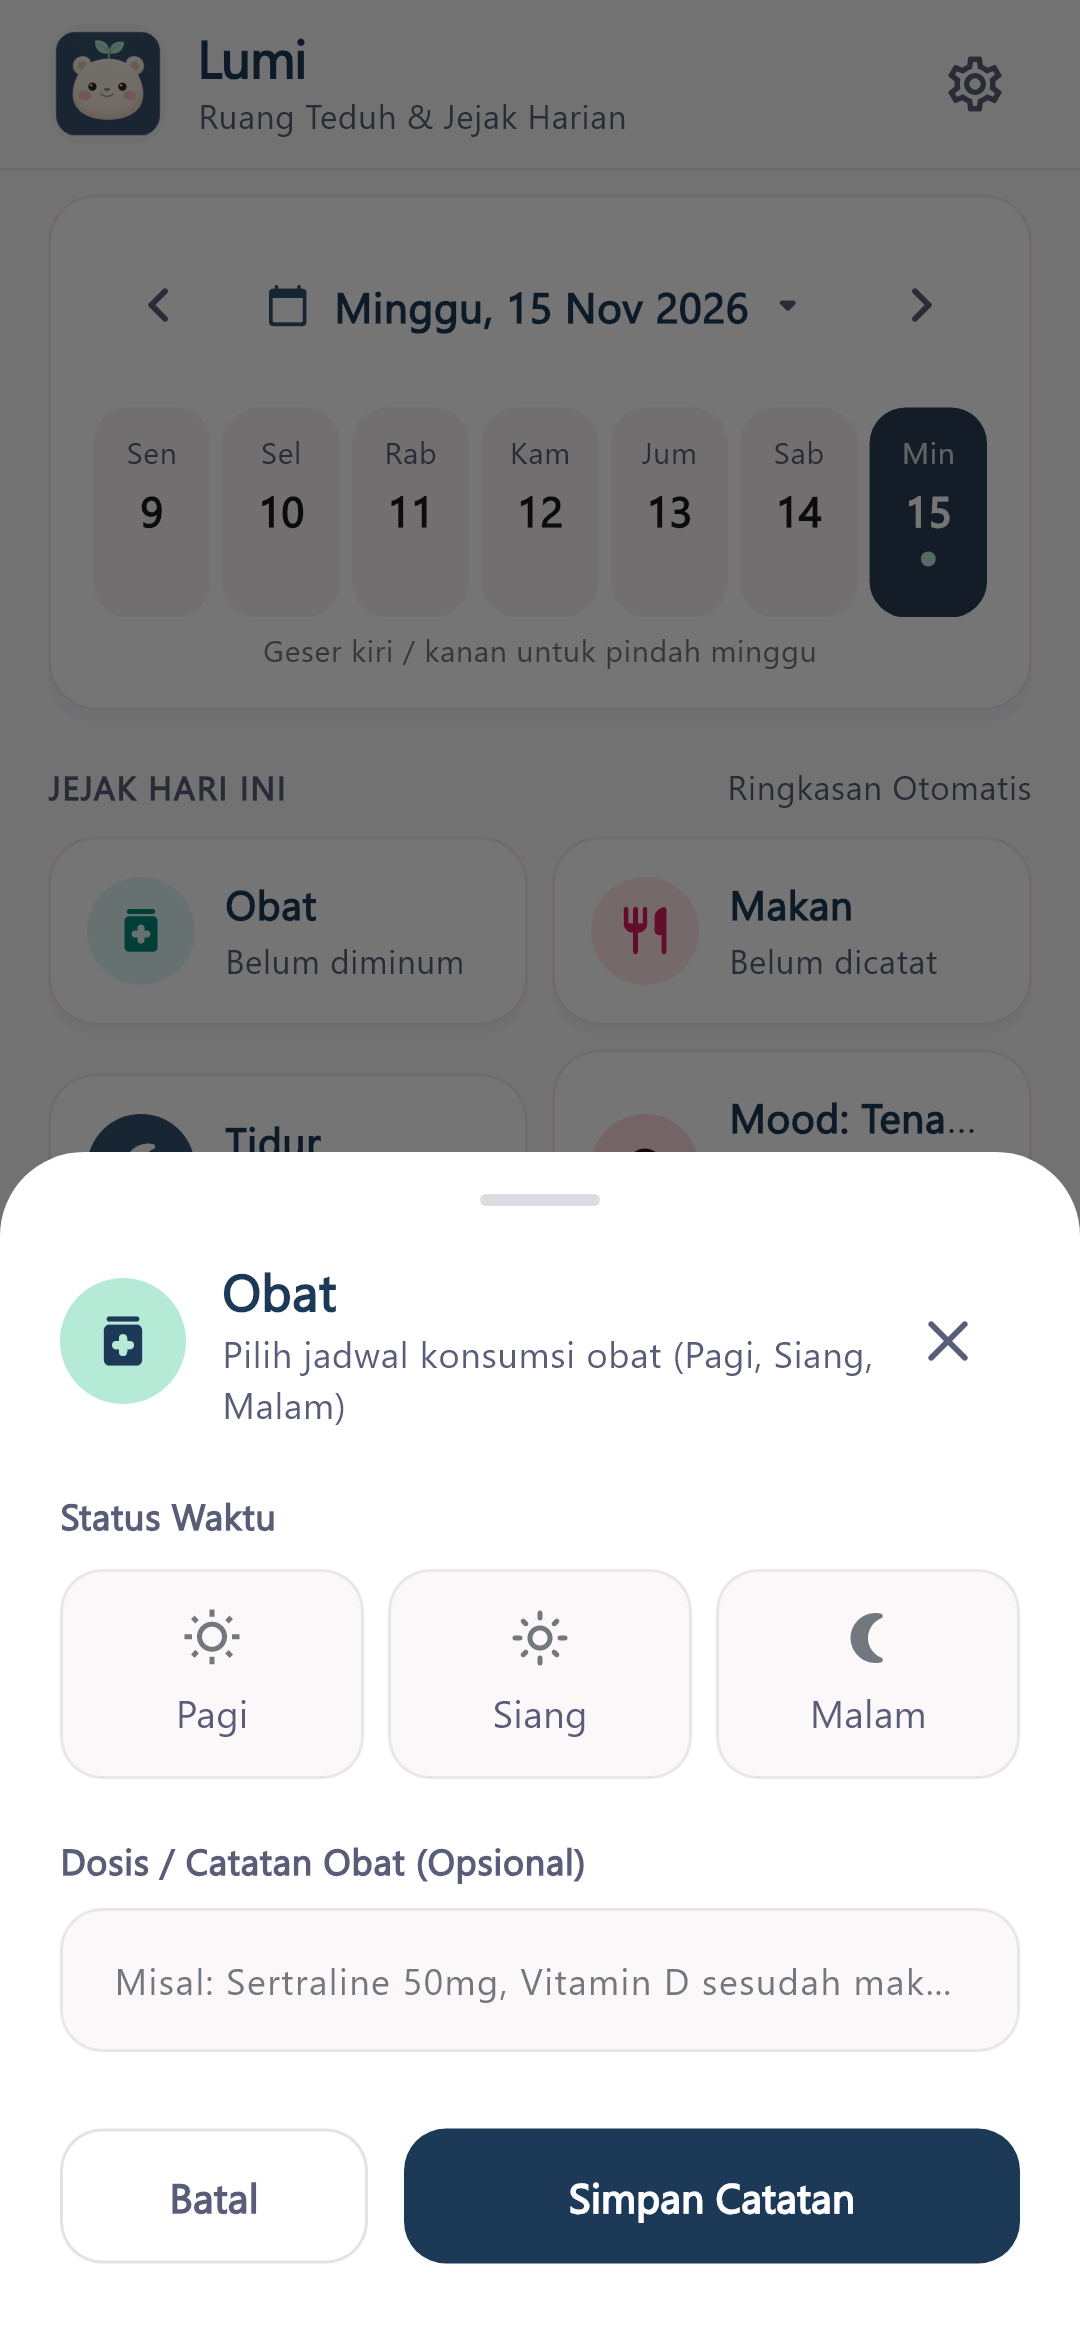 Lumi
Ruang Teduh & Jejak Harian
Minggu, 15 Nov 2026
Sen Sel Rab Kam Jum Sab Min
9 10 11 12 13 14 15
Geser kiri / kanan untuk pindah minggu
JEJAK HARI INI Ringkasan Otomatis
Obat
Belum diminum
Makan
Belum dicatat
Tidur
Mood: Tena...
Obat
Pilih jadwal konsumsi obat (Pagi, Siang,
Malam)
Status Waktu
Pagi Siang Malam
Dosis / Catatan Obat (Opsional)
Misal: Sertraline 50mg, Vitamin D sesudah mak...
Batal Simpan Catatan